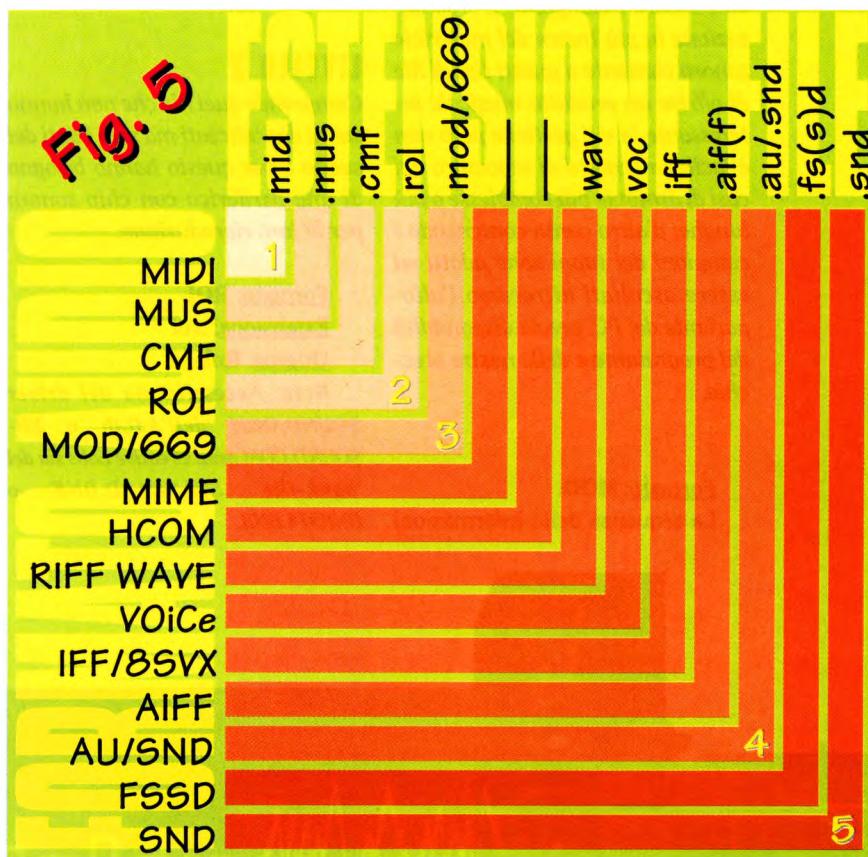 Fig. 5
ESTENSIONE FILE
.mid
.mus
.cmf
.rol
.mod/.669
.wav
.voc
.iff
.aif(f)
.au/.snd
.fs(s)d
.snd
FORMATO AUDIO
MIDI
MUS
CMF
ROL
MOD/669
MIME
HCOM
RIFF WAVE
VOiCe
IFF/8SVX
AIFF
AU/SND
FSSD
SND
1
2
3
4
5